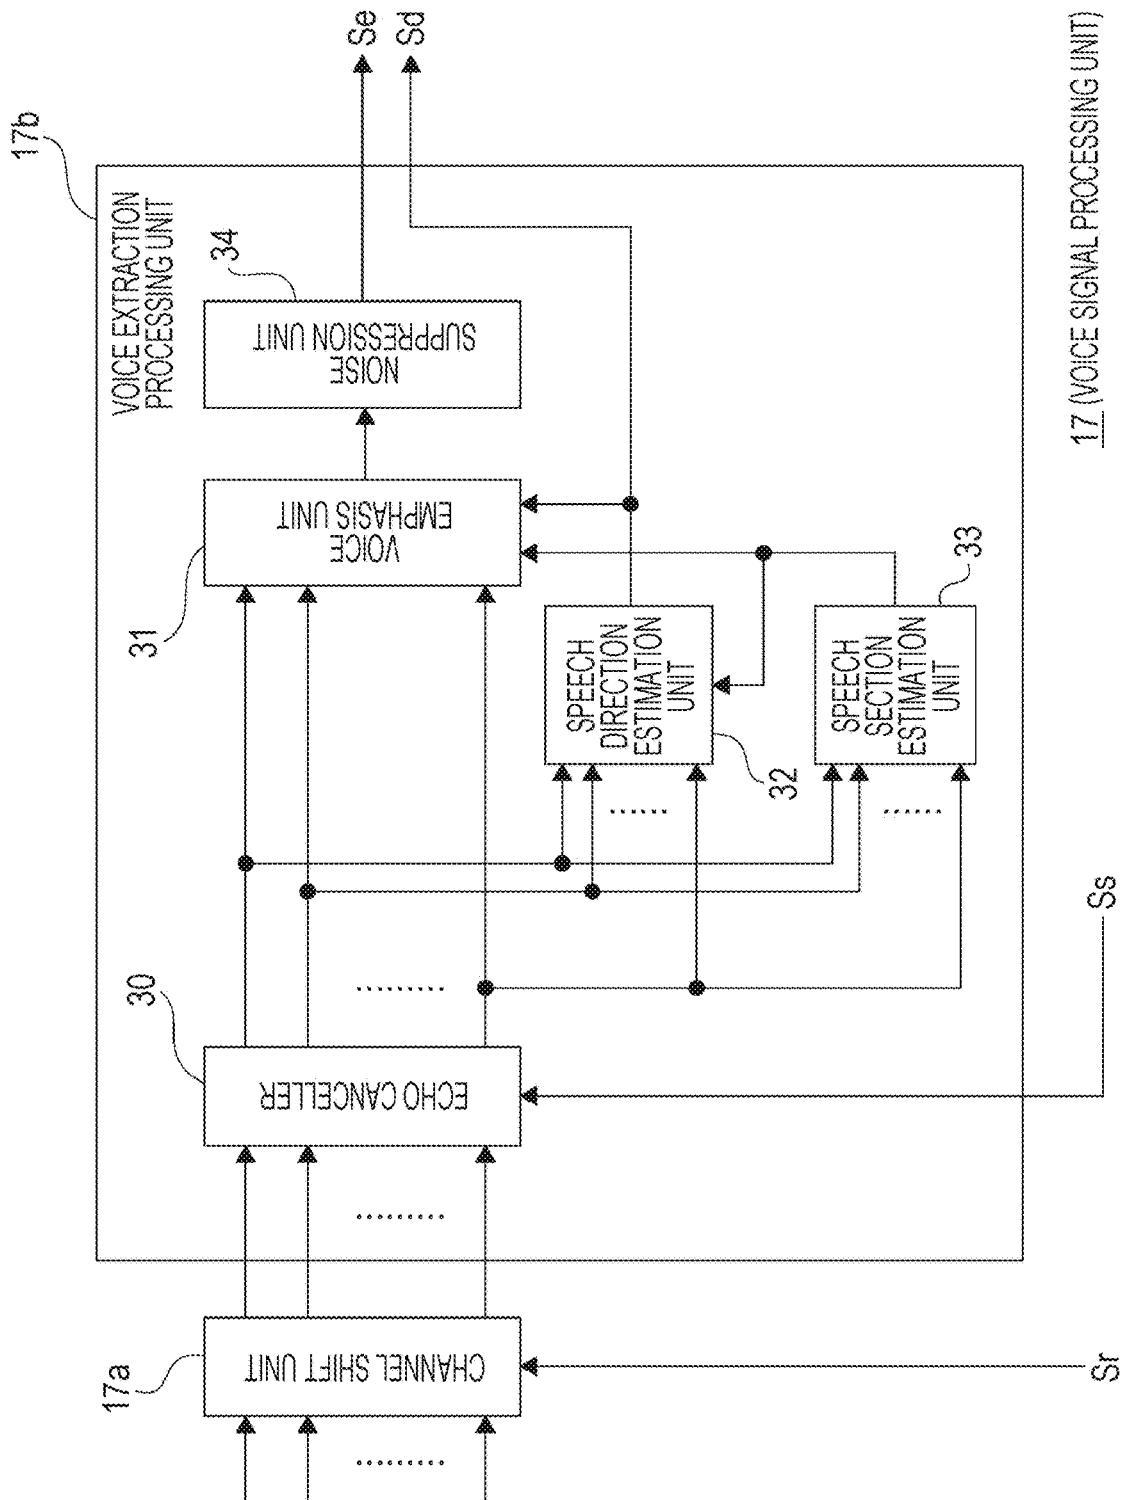 17 (VOICE SIGNAL PROCESSING UNIT)
17b
VOICE EXTRACTION
PROCESSING UNIT
17a
CHANNEL SHIFT UNIT
30
ECHO CANCELLER
31
VOICE
EMPHASIS UNIT
34
NOISE
SUPPRESSION UNIT
Se
Sd
32
SPEECH
DIRECTION
ESTIMATION
UNIT
33
SPEECH
SECTION
ESTIMATION
UNIT
Sr
Ss